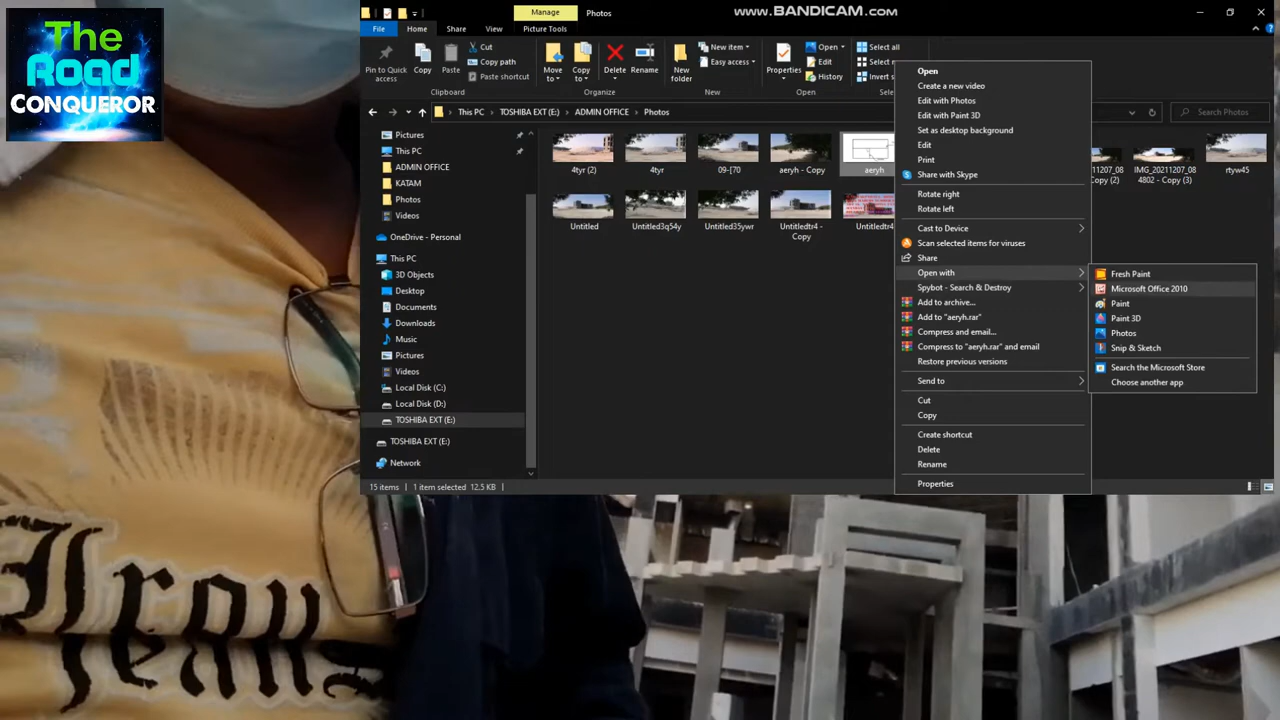 The
Road
CONQUEROR
www.BANDICAM.com
Manage
Photos
File
Home
Share
View
Picture Tools
Pin to Quick
access
Copy
Paste
Cut
Copy path
Paste shortcut
Clipboard
Move
to
Copy
to
Delete
Rename
Organize
New
folder
New item
Easy access
New
Properties
Open
Edit
History
Open
Select all
This PC
TOSHIBA EXT (E:)
ADMIN OFFICE
Photos
Search Photos
Pictures
This PC
ADMIN OFFICE
KATAM
Photos
Videos
OneDrive - Personal
This PC
3D Objects
Desktop
Documents
Downloads
Music
Pictures
Videos
Local Disk (C:)
Local Disk (D:)
TOSHIBA EXT (E:)
TOSHIBA EXT (E:)
Network
4tyr (2)
4tyr
09-[70
aeryh - Copy
aeryh
IMG_20211207_08
4802 - Copy (3)
rtyw45
Untitled
Untitled3q54y
Untitled35ywr
Untitledtr4 -
Copy
Untitledtr4
Open
Create a new video
Edit with Photos
Edit with Paint 3D
Set as desktop background
Edit
Print
Share with Skype
Rotate right
Rotate left
Cast to Device
Scan selected items for viruses
Share
Open with
Spybot - Search & Destroy
Add to archive...
Add to "aeryh.rar"
Compress and email...
Compress to "aeryh.rar" and email
Restore previous versions
Send to
Cut
Copy
Create shortcut
Delete
Rename
Properties
Fresh Paint
Microsoft Office 2010
Paint
Paint 3D
Photos
Snip & Sketch
Search the Microsoft Store
Choose another app
15 items
1 item selected 12.5 KB
Iron
Jeans